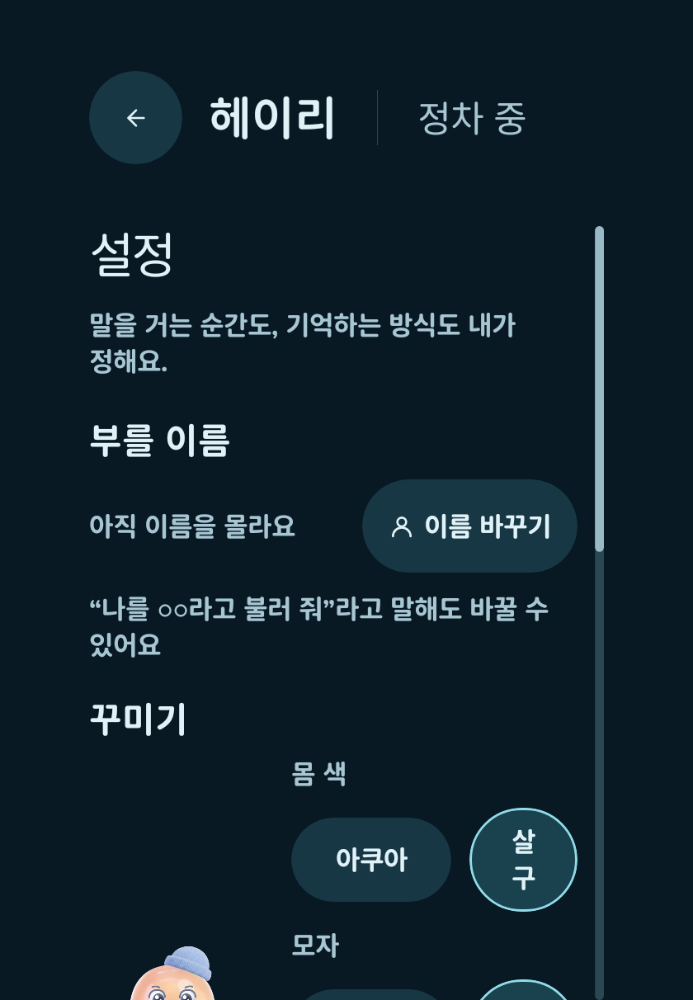 헤이리
정차 중
설정
말을 거는 순간도, 기억하는 방식도 내가
정해요.
부를 이름
아직 이름을 몰라요
이름 바꾸기
“나를 ○○라고 불러 줘”라고 말해도 바꿀 수
있어요
꾸미기
몸 색
아쿠아
살
구
모자